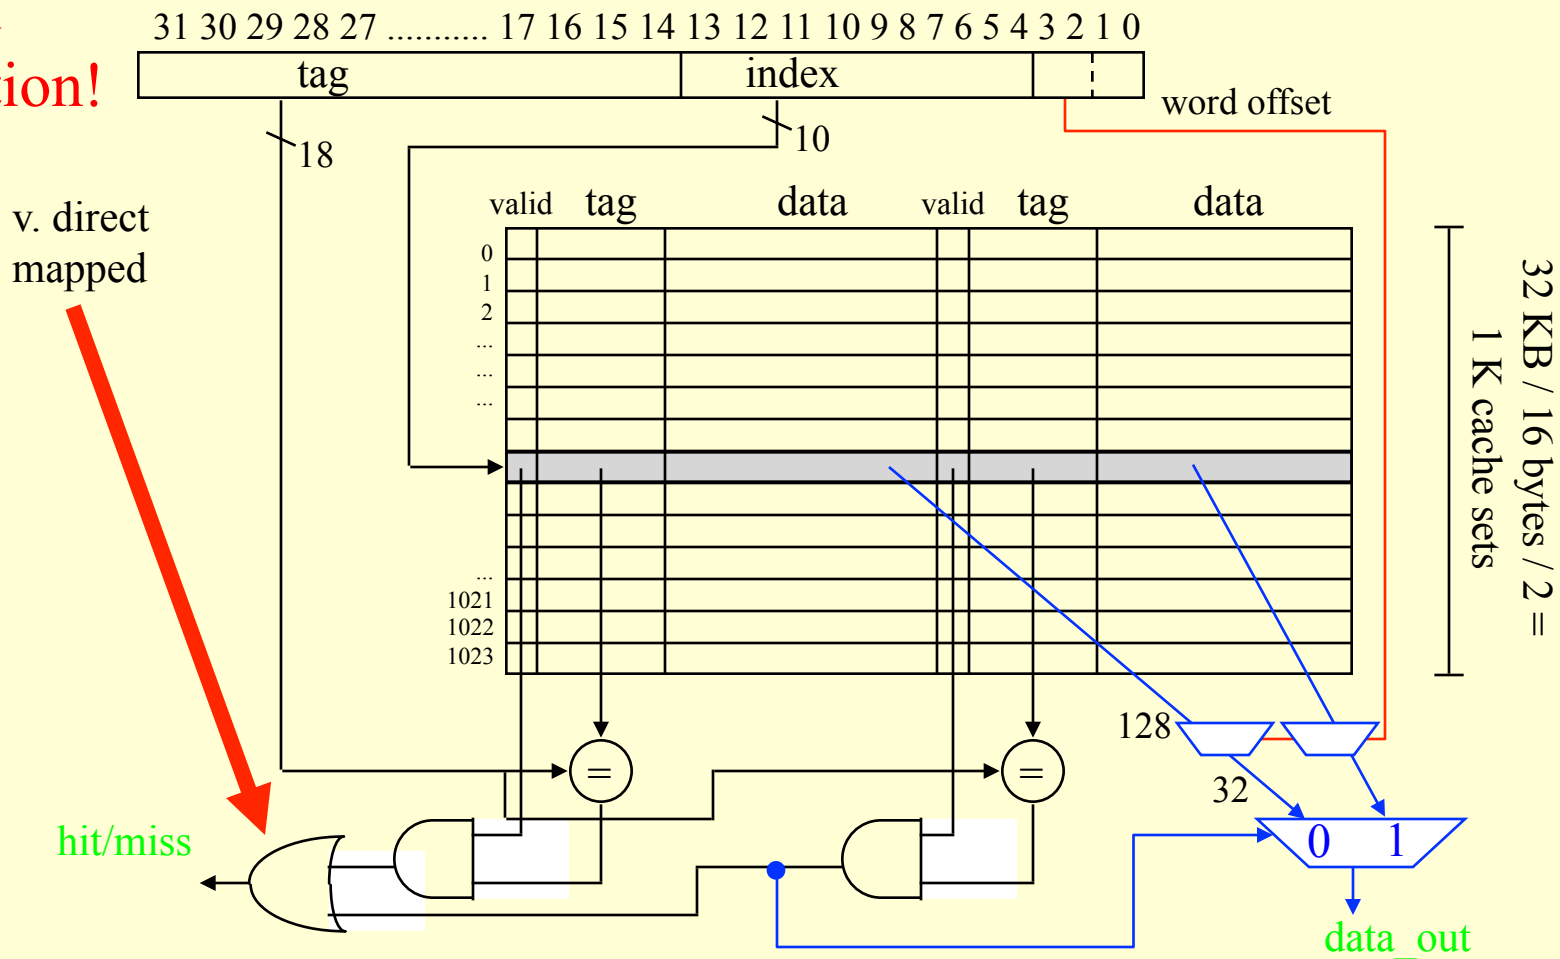 31 30 29 28 27 ........... 17 16 15 14 13 12 11 10 9 8 7 6 5 4 3 2 1 0
tion!
tag index
word offset
18
10
v. direct
mapped
valid tag data valid tag data
0
1
2
...
...
...
...
1021
1022
1023
32 KB / 16 bytes / 2 =
1 K cache sets
128
32
= =
hit/miss
0 1
data_out